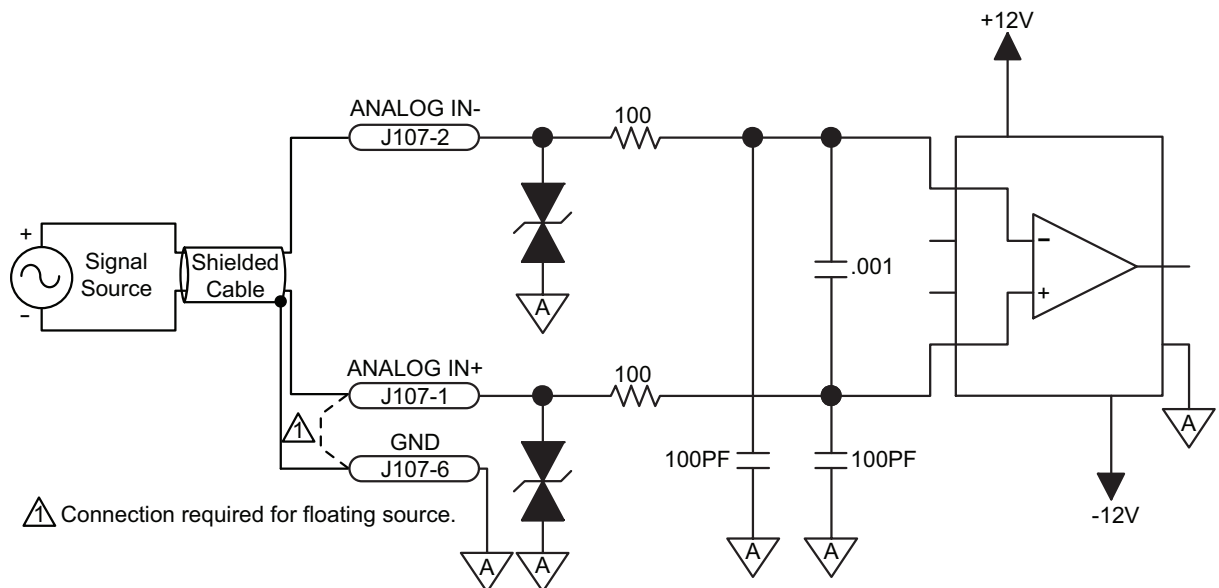 +12V
ANALOG IN-
J107-2
100
+
Signal
Source
-
Shielded
Cable
A
.001
-
+
ANALOG IN+
J107-1
100
A
1
GND
J107-6
100PF
100PF
1 Connection required for floating source.
-12V
A
A
A
A